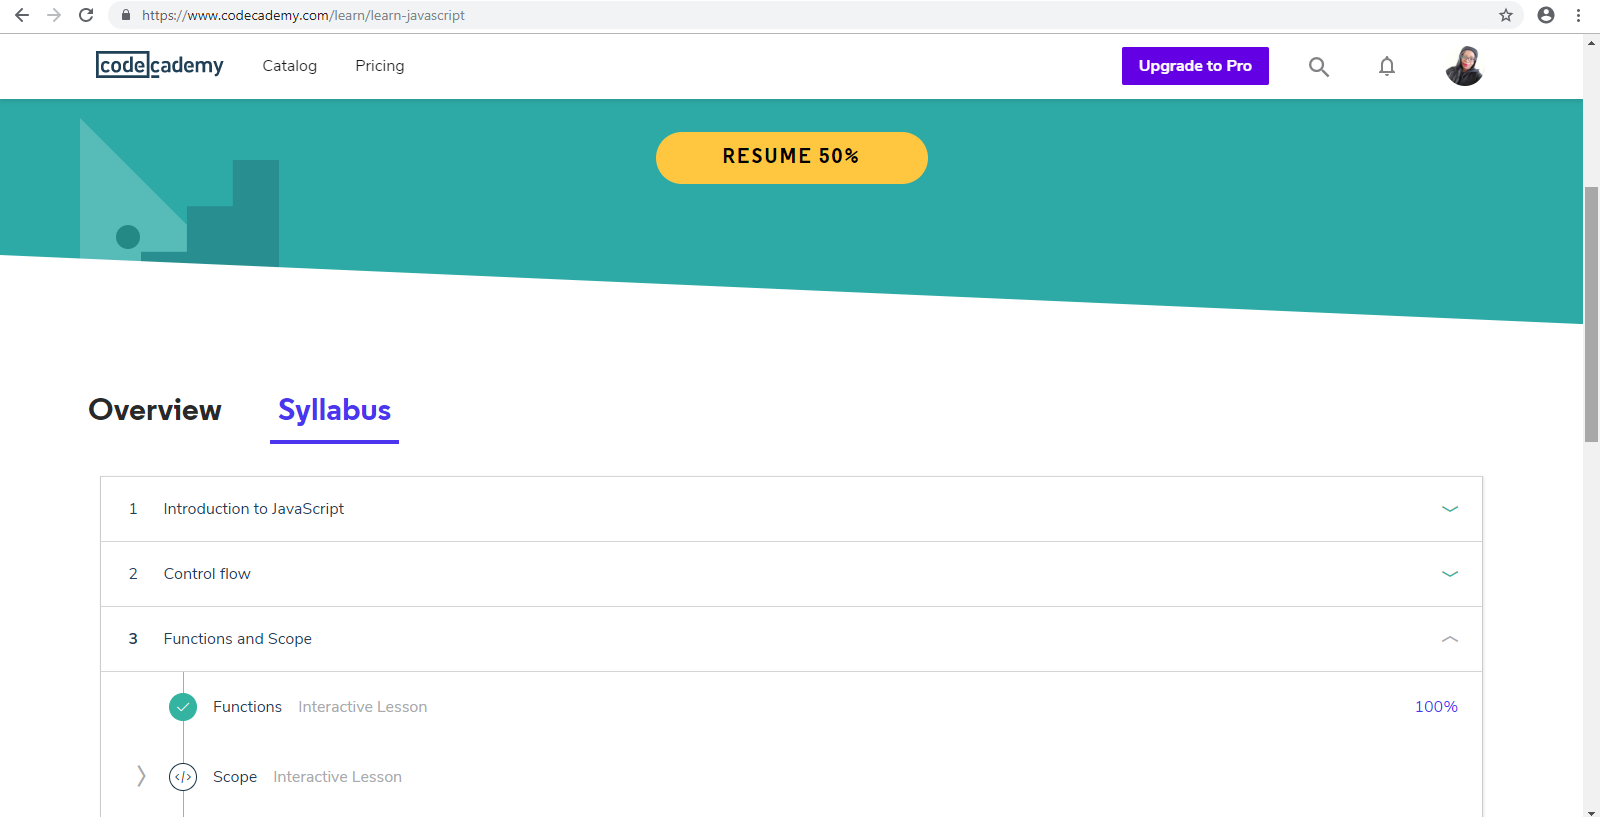 https://www.codecademy.com/learn/learn-javascript
codecademy Catalog Pricing Upgrade to Pro
RESUME 50%
Overview Syllabus
1 Introduction to JavaScript
2 Control flow
3 Functions and Scope
Functions Interactive Lesson 100%
</> Scope Interactive Lesson